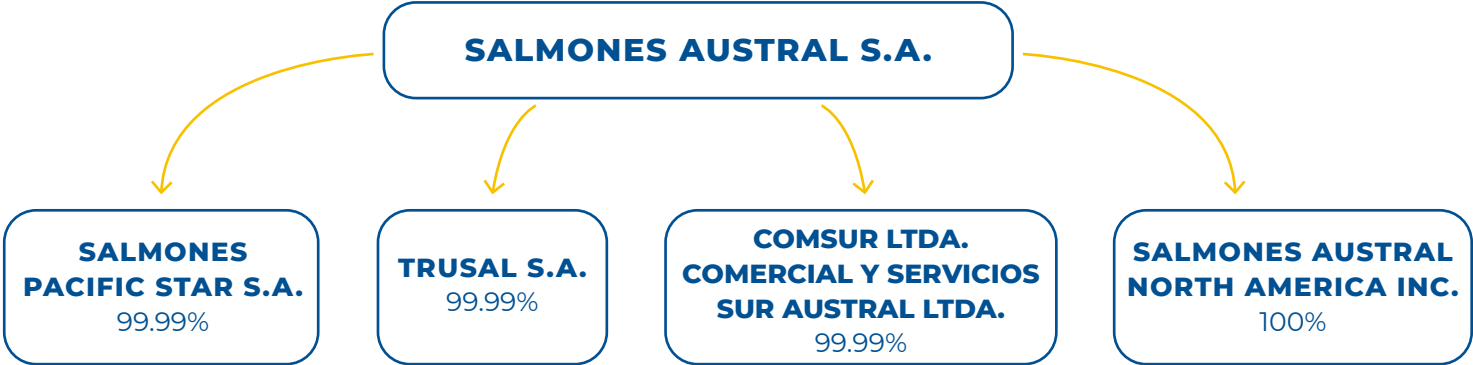 SALMONES AUSTRAL S.A.
SALMONES
PACIFIC STAR S.A.
99.99%
TRUSAL S.A.
99.99%
COMSUR LTDA.
COMERCIAL Y SERVICIOS
SUR AUSTRAL LTDA.
99.99%
SALMONES AUSTRAL
NORTH AMERICA INC.
100%